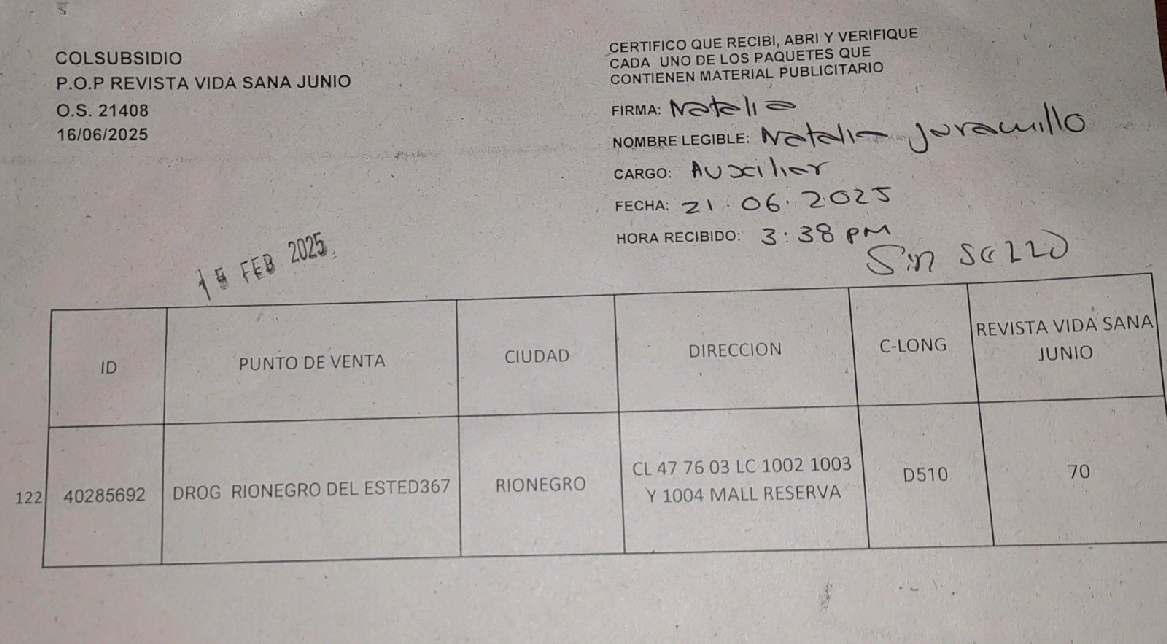 COLSUBSIDIO
P.O.P REVISTA VIDA SANA JUNIO
O.S. 21408
16/06/2025
CERTIFICO QUE RECIBI, ABRI Y VERIFIQUE
CADA UNO DE LOS PAQUETES QUE
CONTIENEN MATERIAL PUBLICITARIO
FIRMA: Natalia
NOMBRE LEGIBLE: Natalia Jaramillo
CARGO: Auxiliar
FECHA: 21.06.2025
HORA RECIBIDO: 3:38 PM
Sin SELLO
FEB 2025
ID PUNTO DE VENTA CIUDAD DIRECCION C-LONG REVISTA VIDA SANA
JUNIO
122 40285692 DROG RIONEGRO DEL ESTED367 RIONEGRO CL 47 76 03 LC 1002 1003 D510 70
Y 1004 MALL RESERVA